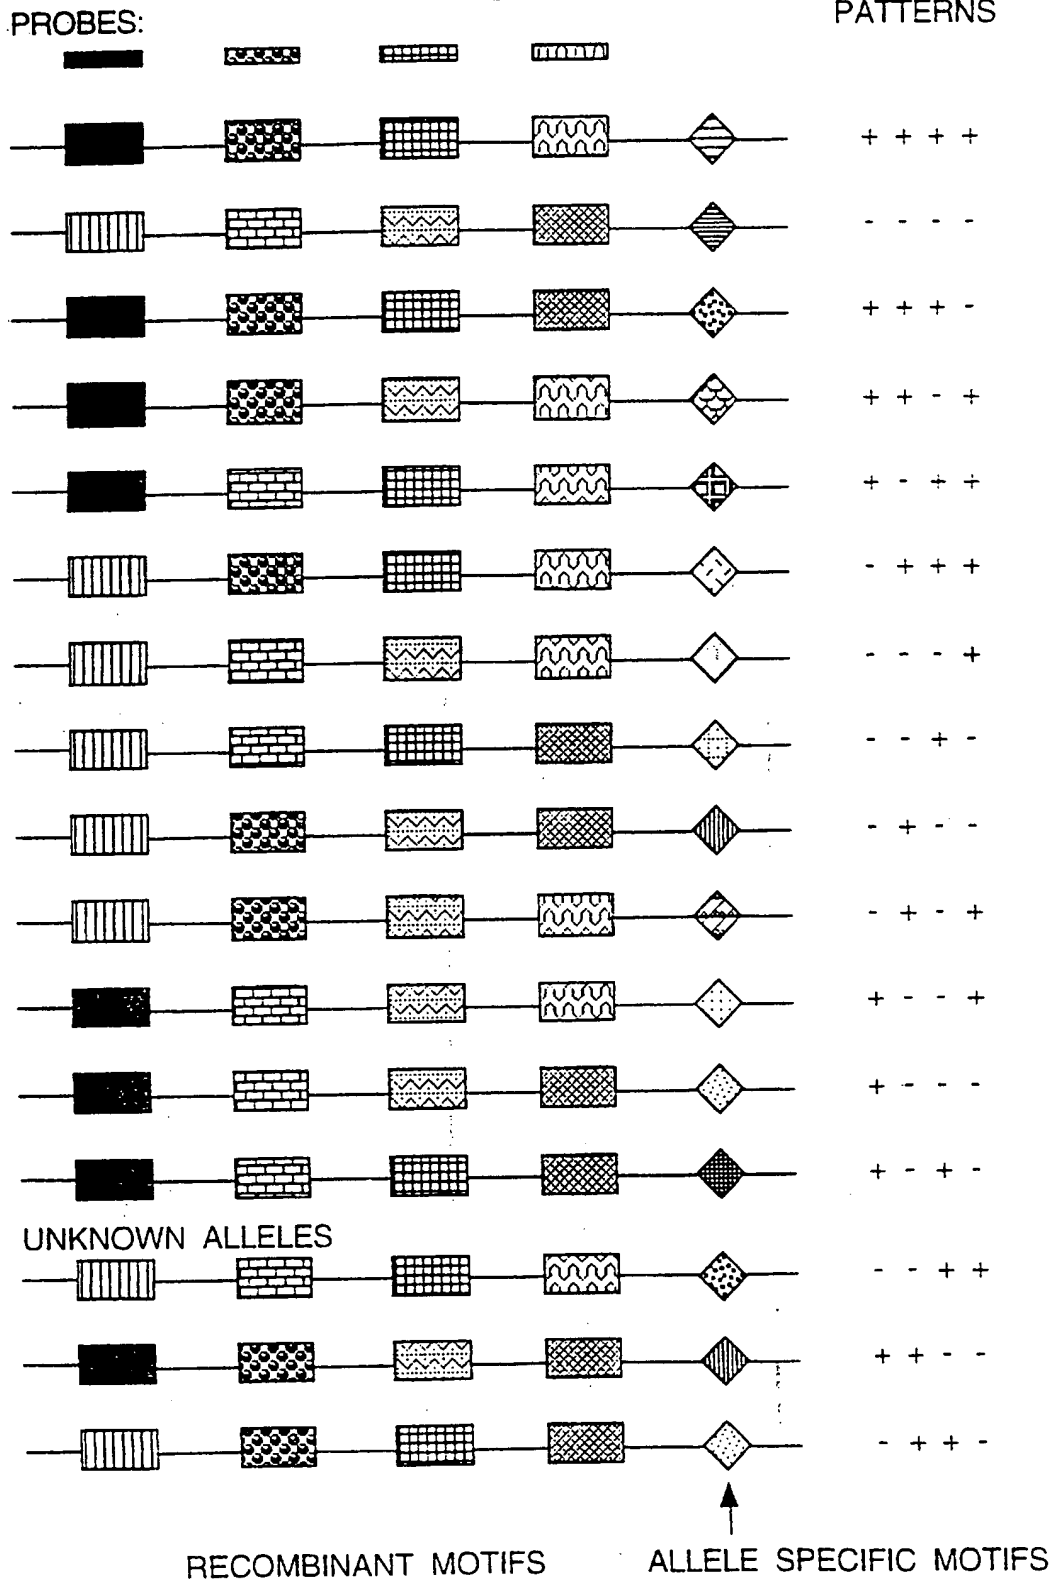 PROBES:
PATTERNS
+ + + +
- - - -
+ + + -
+ + - +
+ - + +
- + + +
- - - +
- - + -
- + - -
- + - +
+ - - +
+ - - -
+ - + -
UNKNOWN ALLELES
- - + +
+ + - -
- + + -
RECOMBINANT MOTIFS
ALLELE SPECIFIC MOTIFS